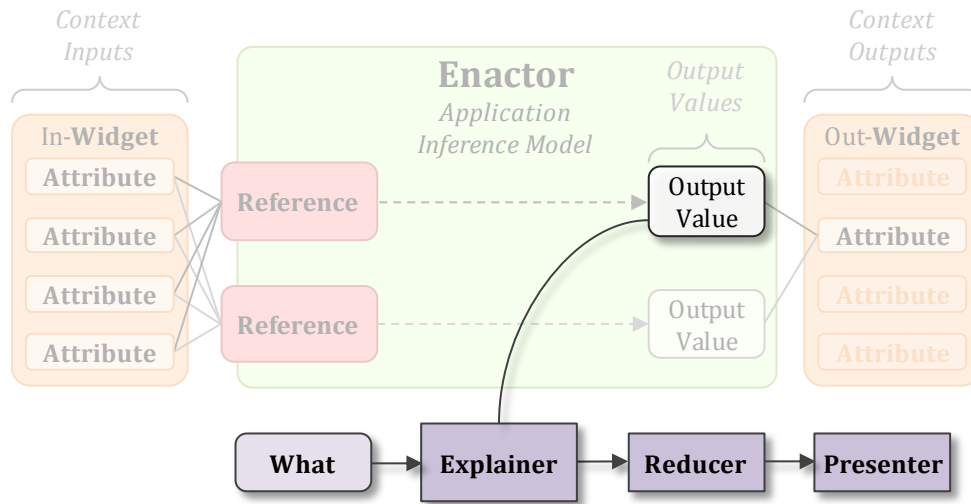 Context
Inputs
Context
Outputs
Enactor
Application
Inference Model
Output
Values
In-Widget
Attribute
Attribute
Attribute
Attribute
Reference
Reference
Output
Value
Output
Value
Out-Widget
Attribute
Attribute
Attribute
Attribute
What
Explainer
Reducer
Presenter